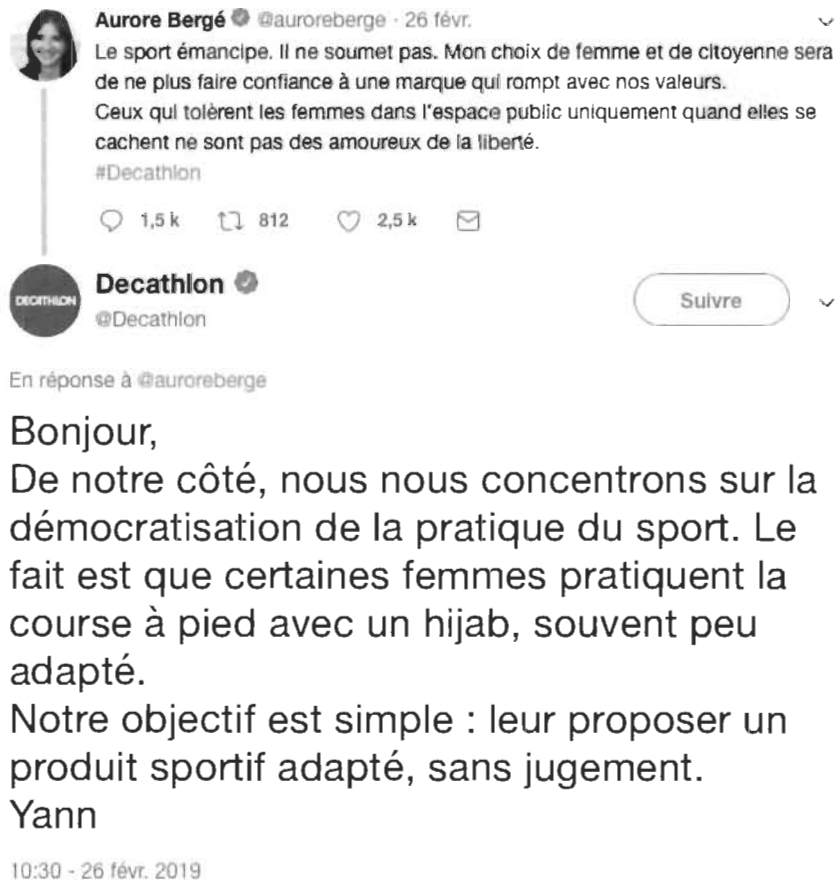 Aurore Bergé @auroreberge · 26 févr.
Le sport émancipe. Il ne soumet pas. Mon choix de femme et de citoyenne sera
de ne plus faire confiance à une marque qui rompt avec nos valeurs.
Ceux qui tolèrent les femmes dans l'espace public uniquement quand elles se
cachent ne sont pas des amoureux de la liberté.
#Decathlon
1,5 k 812 2,5 k
DECATHLON
Decathlon
@Decathlon
Suivre
En réponse à @auroreberge
Bonjour,
De notre côté, nous nous concentrons sur la
démocratisation de la pratique du sport. Le
fait est que certaines femmes pratiquent la
course à pied avec un hijab, souvent peu
adapté.
Notre objectif est simple : leur proposer un
produit sportif adapté, sans jugement.
Yann
10:30 - 26 févr. 2019